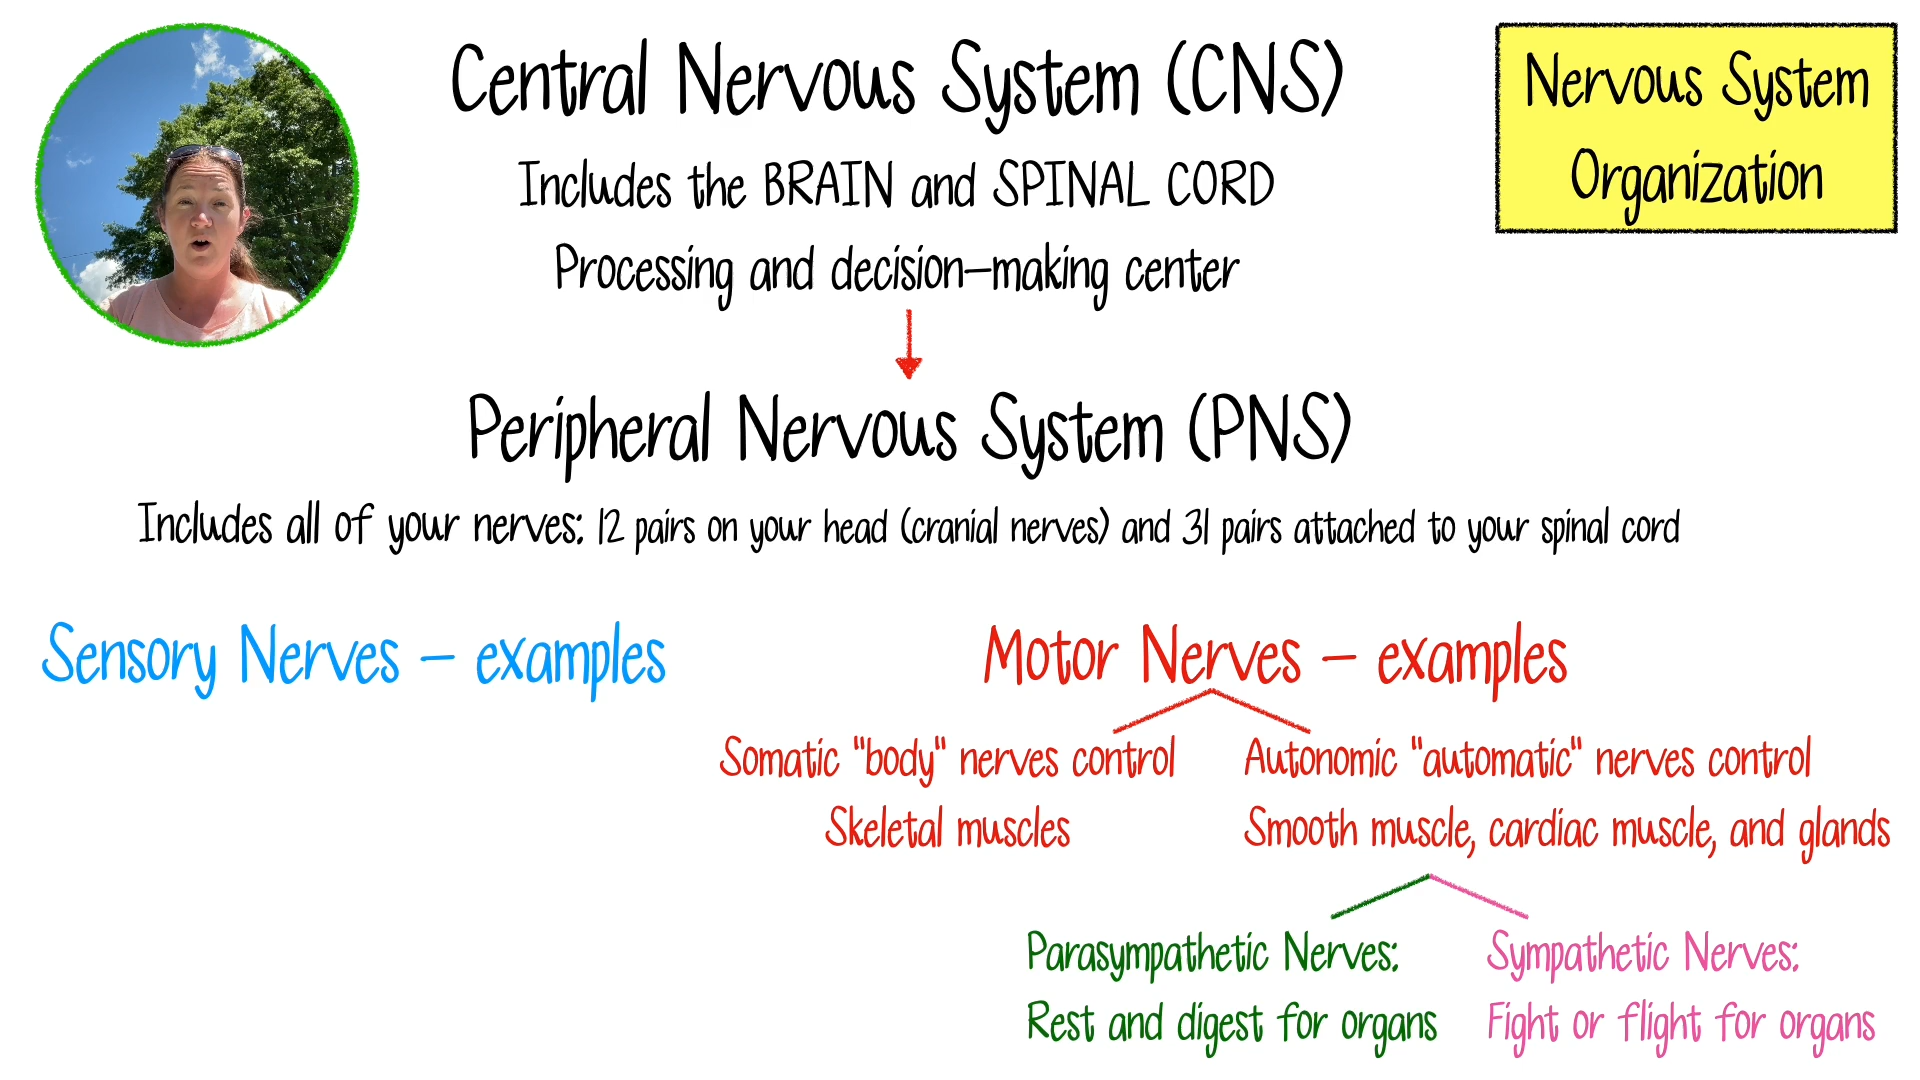 Central Nervous System (CNS)
Includes the BRAIN and SPINAL CORD
Processing and decision-making center
Nervous System
Organization
Peripheral Nervous System (PNS)
Includes all of your nerves: 12 pairs on your head (cranial nerves) and 31 pairs attached to your spinal cord
Sensory Nerves - examples
Motor Nerves - examples
Somatic "body" nerves control
Skeletal muscles
Autonomic "automatic" nerves control
Smooth muscle, cardiac muscle, and glands
Parasympathetic Nerves:
Rest and digest for organs
Sympathetic Nerves:
Fight or flight for organs